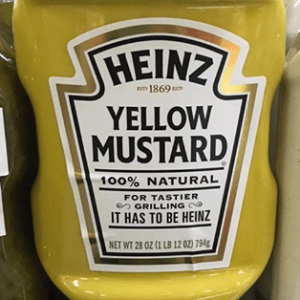 HEINZ
ESTD 1869 ESTD
YELLOW
MUSTARD
100% NATURAL
FOR TASTIER
GRILLING
IT HAS TO BE HEINZ
NET WT 28 OZ (1 LB 12 OZ) 794g